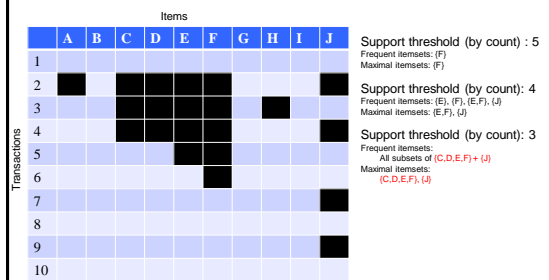 Items
A B C D E F G H I J
1
2
3
4
5
6
7
8
9
10
Transactions
Support threshold (by count) : 5
Frequent itemsets: {F}
Maximal itemsets: {F}
Support threshold (by count): 4
Frequent itemsets: {E}, {F}, {E,F}, {J}
Maximal itemsets: {E,F}, {J}
Support threshold (by count): 3
Frequent itemsets:
All subsets of {C,D,E,F} + {J}
Maximal itemsets:
{C,D,E,F}, {J}